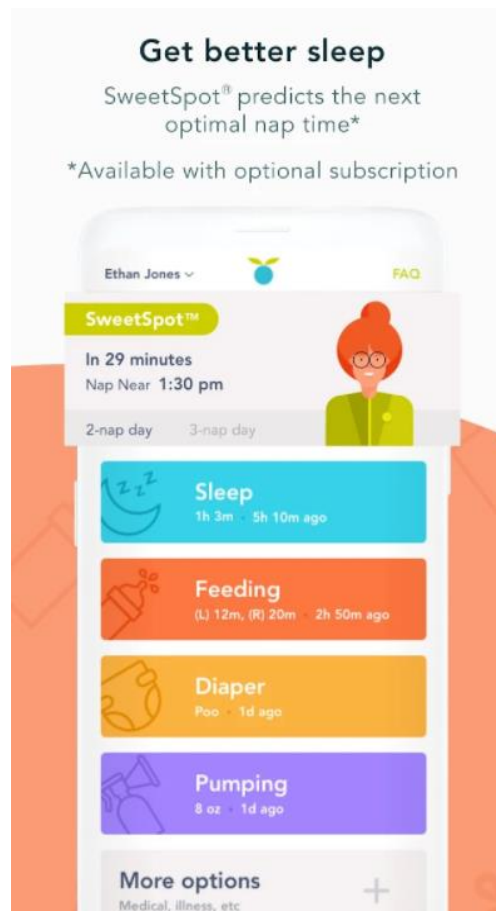 Get better sleep
SweetSpot® predicts the next
optimal nap time*
*Available with optional subscription
Ethan Jones
FAQ
SweetSpot™
In 29 minutes
Nap Near 1:30 pm
2-nap day 3-nap day
z z Z
Sleep
1h 3m • 5h 10m ago
Feeding
(L) 12m, (R) 20m • 2h 50m ago
Diaper
Poo • 1d ago
Pumping
8 oz • 1d ago
More options
Medical, illness, etc